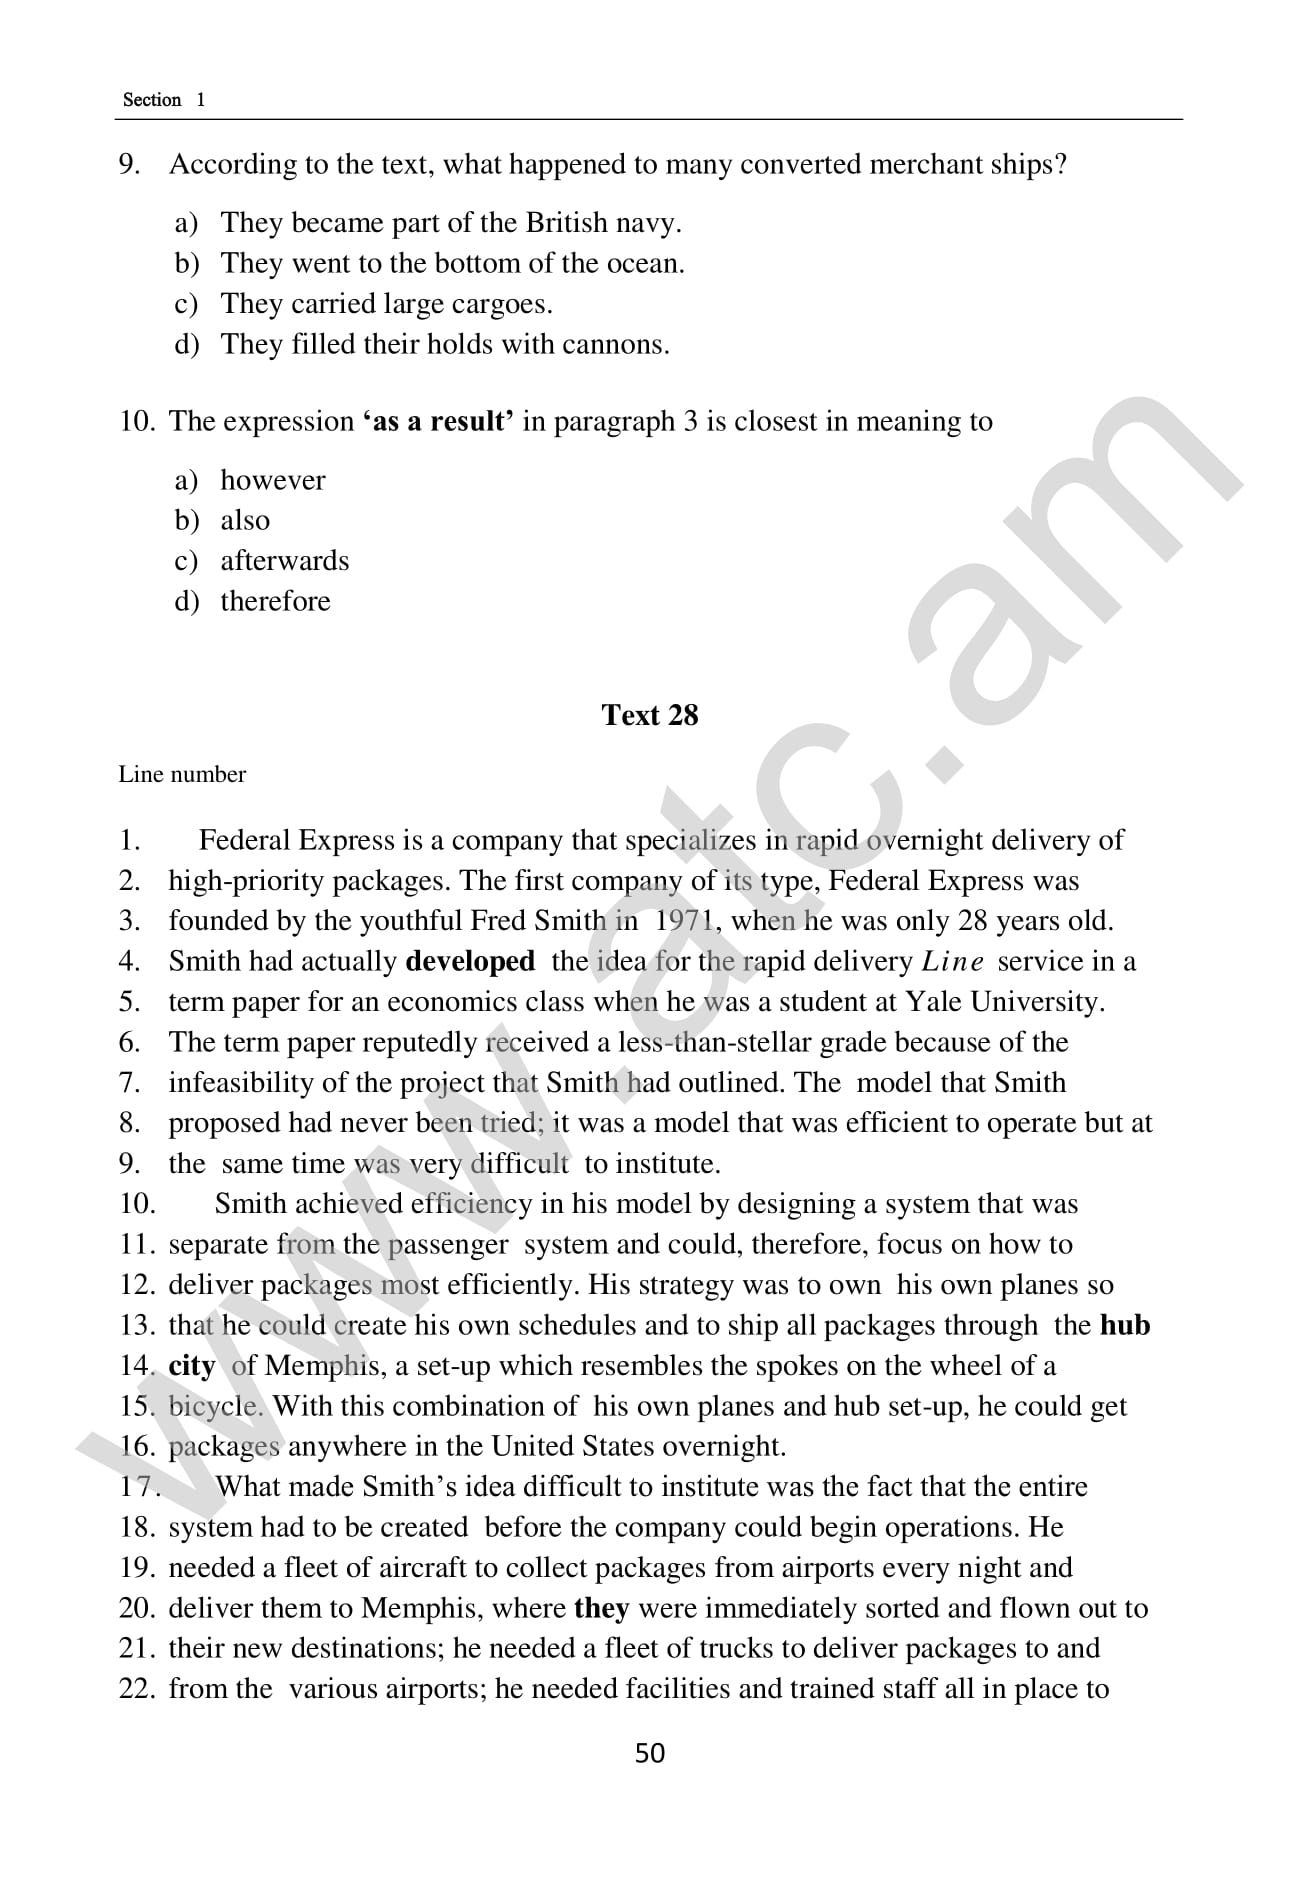 Section 1
9. According to the text, what happened to many converted merchant ships?
a) They became part of the British navy.
b) They went to the bottom of the ocean.
c) They carried large cargoes.
d) They filled their holds with cannons.
10. The expression ‘as a result’ in paragraph 3 is closest in meaning to
a) however
b) also
c) afterwards
d) therefore
Text 28
Line number
1. Federal Express is a company that specializes in rapid overnight delivery of
2. high-priority packages. The first company of its type, Federal Express was
3. founded by the youthful Fred Smith in 1971, when he was only 28 years old.
4. Smith had actually developed the idea for the rapid delivery Line service in a
5. term paper for an economics class when he was a student at Yale University.
6. The term paper reputedly received a less-than-stellar grade because of the
7. infeasibility of the project that Smith had outlined. The model that Smith
8. proposed had never been tried; it was a model that was efficient to operate but at
9. the same time was very difficult to institute.
10. Smith achieved efficiency in his model by designing a system that was
11. separate from the passenger system and could, therefore, focus on how to
12. deliver packages most efficiently. His strategy was to own his own planes so
13. that he could create his own schedules and to ship all packages through the hub
14. city of Memphis, a set-up which resembles the spokes on the wheel of a
15. bicycle. With this combination of his own planes and hub set-up, he could get
16. packages anywhere in the United States overnight.
17. What made Smith’s idea difficult to institute was the fact that the entire
18. system had to be created before the company could begin operations. He
19. needed a fleet of aircraft to collect packages from airports every night and
20. deliver them to Memphis, where they were immediately sorted and flown out to
21. their new destinations; he needed a fleet of trucks to deliver packages to and
22. from the various airports; he needed facilities and trained staff all in place to
50
www.atc.am